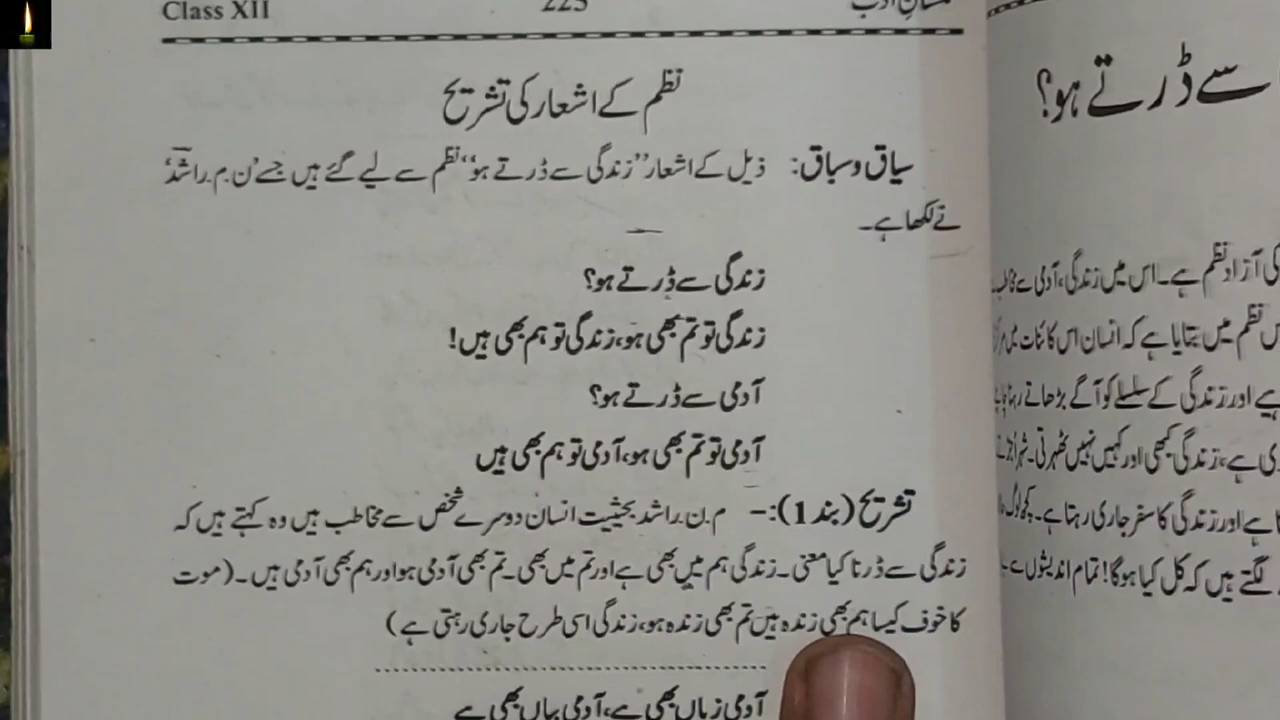 Class XII 225
نظم کے اشعار کی تشریح
سیاق و سباق: ذیل کے اشعار ’’زندگی سے ڈرتے ہو‘‘ نظم سے لیے گئے ہیں جسے ’ن.م.راشد‘
نے لکھا ہے۔
زندگی سے ڈرتے ہو؟
زندگی تو تم بھی ہو، زندگی تو ہم بھی ہیں!
آدمی سے ڈرتے ہو؟
آدمی تو تم بھی ہو، آدمی تو ہم بھی ہیں
تشریح (بند 1):- م.ن.راشد بحیثیت انسان دوسرے شخص سے مخاطب ہیں وہ کہتے ہیں کہ
زندگی سے ڈرنا کیا معنی۔ زندگی ہم میں بھی ہے اور تم میں بھی۔ تم بھی آدمی ہو اور ہم بھی آدمی ہیں۔ (موت
کا خوف کیسا ہم بھی زندہ ہیں تم بھی زندہ ہو، زندگی اسی طرح جاری رہتی ہے)
آدمی زباں بھی ہے، آدمی بیاں بھی ہے
سے ڈرتے ہو؟
کی آزاد نظم ہے۔ اس میں زندگی، آدمی سے
نظم میں بتایا ہے کہ انسان اس کائنات میں
ہے اور زندگی کے سلسلے کو آگے بڑھاتے رہنا
ہے، زندگی کبھی اور کہیں نہیں ٹھہرتی۔ شہر
ہے اور زندگی کا سفر جاری رہتا ہے۔ کچھ لوگ
لگتے ہیں کہ کل کیا ہوگا! تمام اندیشوں